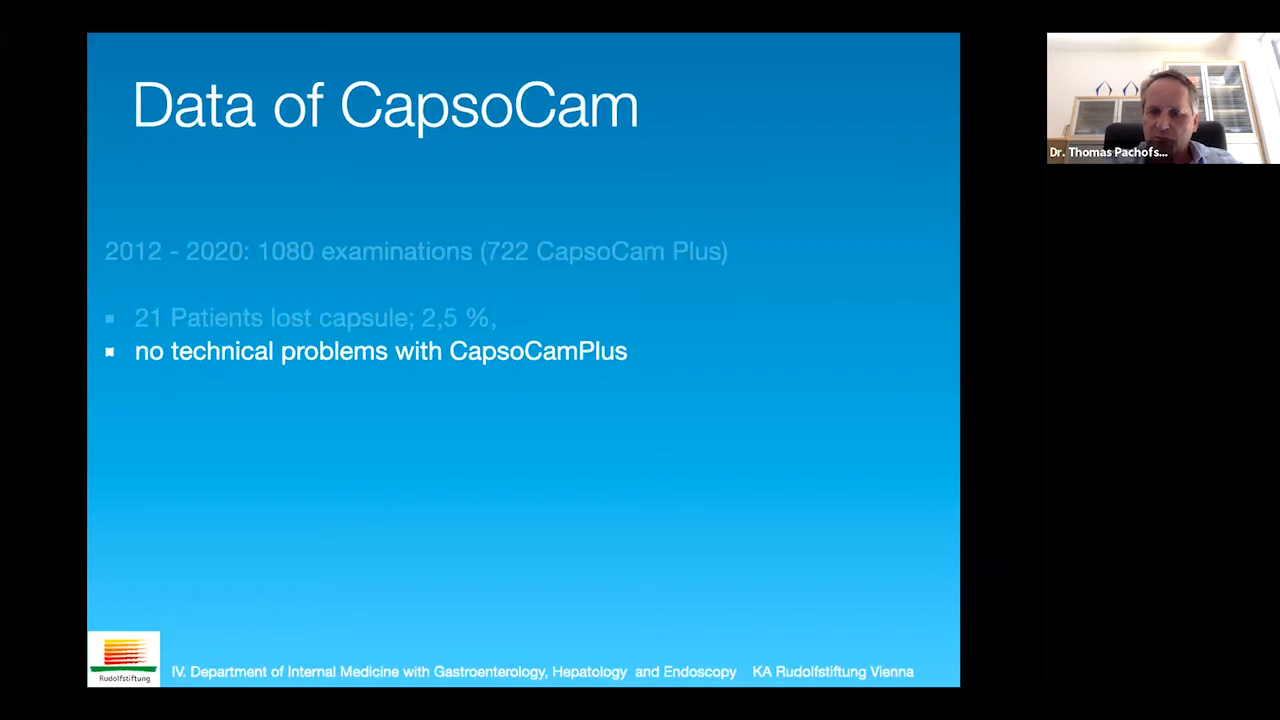 Data of CapsoCam
Dr. Thomas Pachofs...
2012 - 2020: 1080 examinations (722 CapsoCam Plus)
21 Patients lost capsule; 2,5 %,
no technical problems with CapsoCamPlus
Rudolfstiftung
IV. Department of Internal Medicine with Gastroenterology, Hepatology and Endoscopy KA Rudolfstiftung Vienna